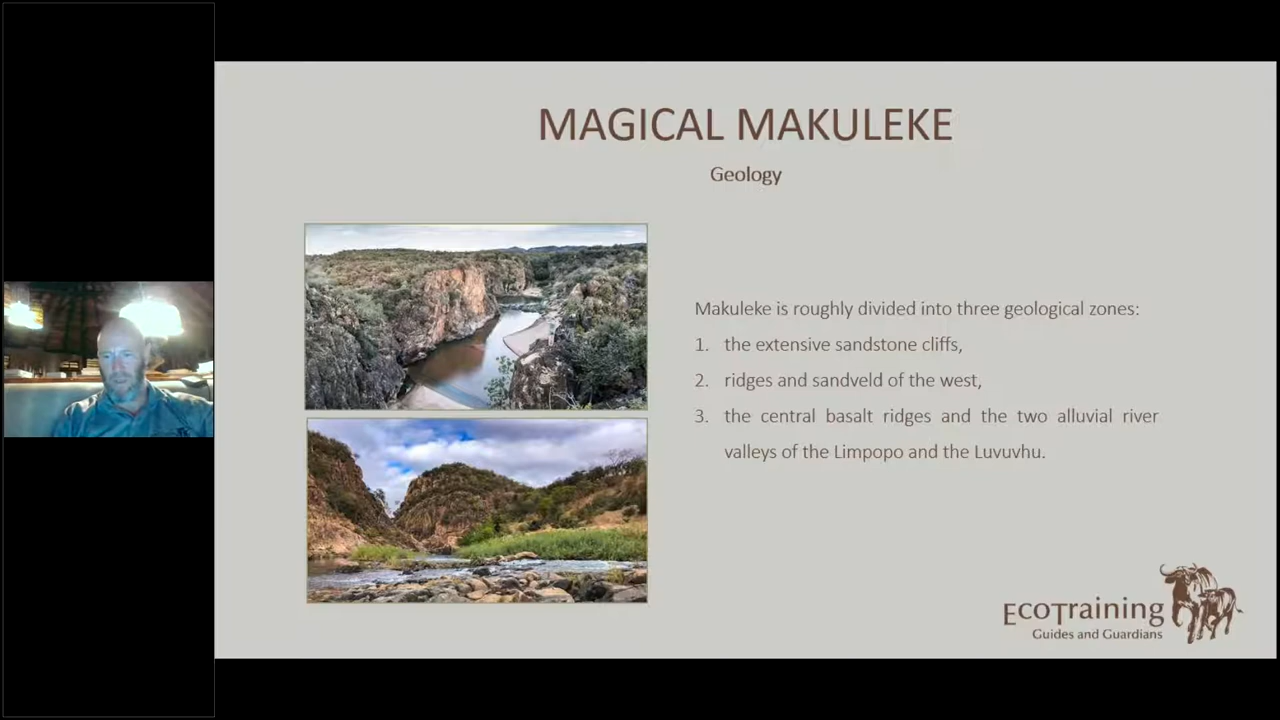 MAGICAL MAKULEKE
Geology
Makuleke is roughly divided into three geological zones:
1. the extensive sandstone cliffs,
2. ridges and sandveld of the west,
3. the central basalt ridges and the two alluvial river
valleys of the Limpopo and the Luvuvhu.
EcoTraining
Guides and Guardians